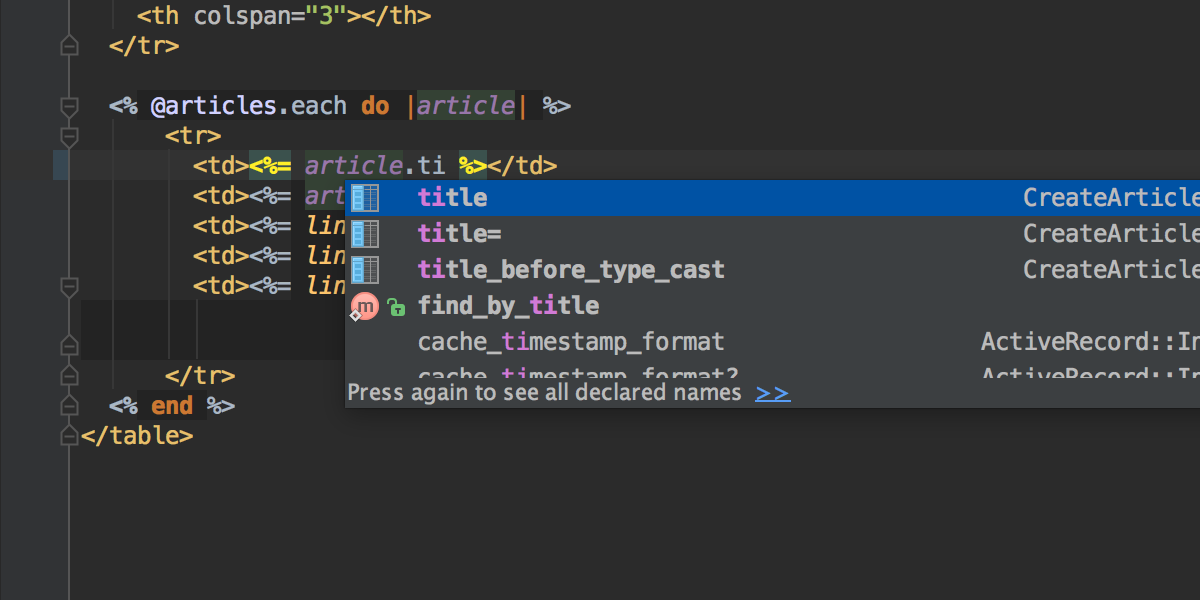 <th colspan="3"></th>
</tr>
<% @articles.each do |article| %>
<tr>
<td><%= article.ti %></td>
<td><%= art
<td><%= lin
<td><%= lin
<td><%= lin
title CreateArticle
title= CreateArticle
title_before_type_cast CreateArticle
m find_by_title
cache_timestamp_format ActiveRecord::In
cache_timestamp_format? ActiveRecord::In
Press again to see all declared names >>
</tr>
<% end %>
</table>